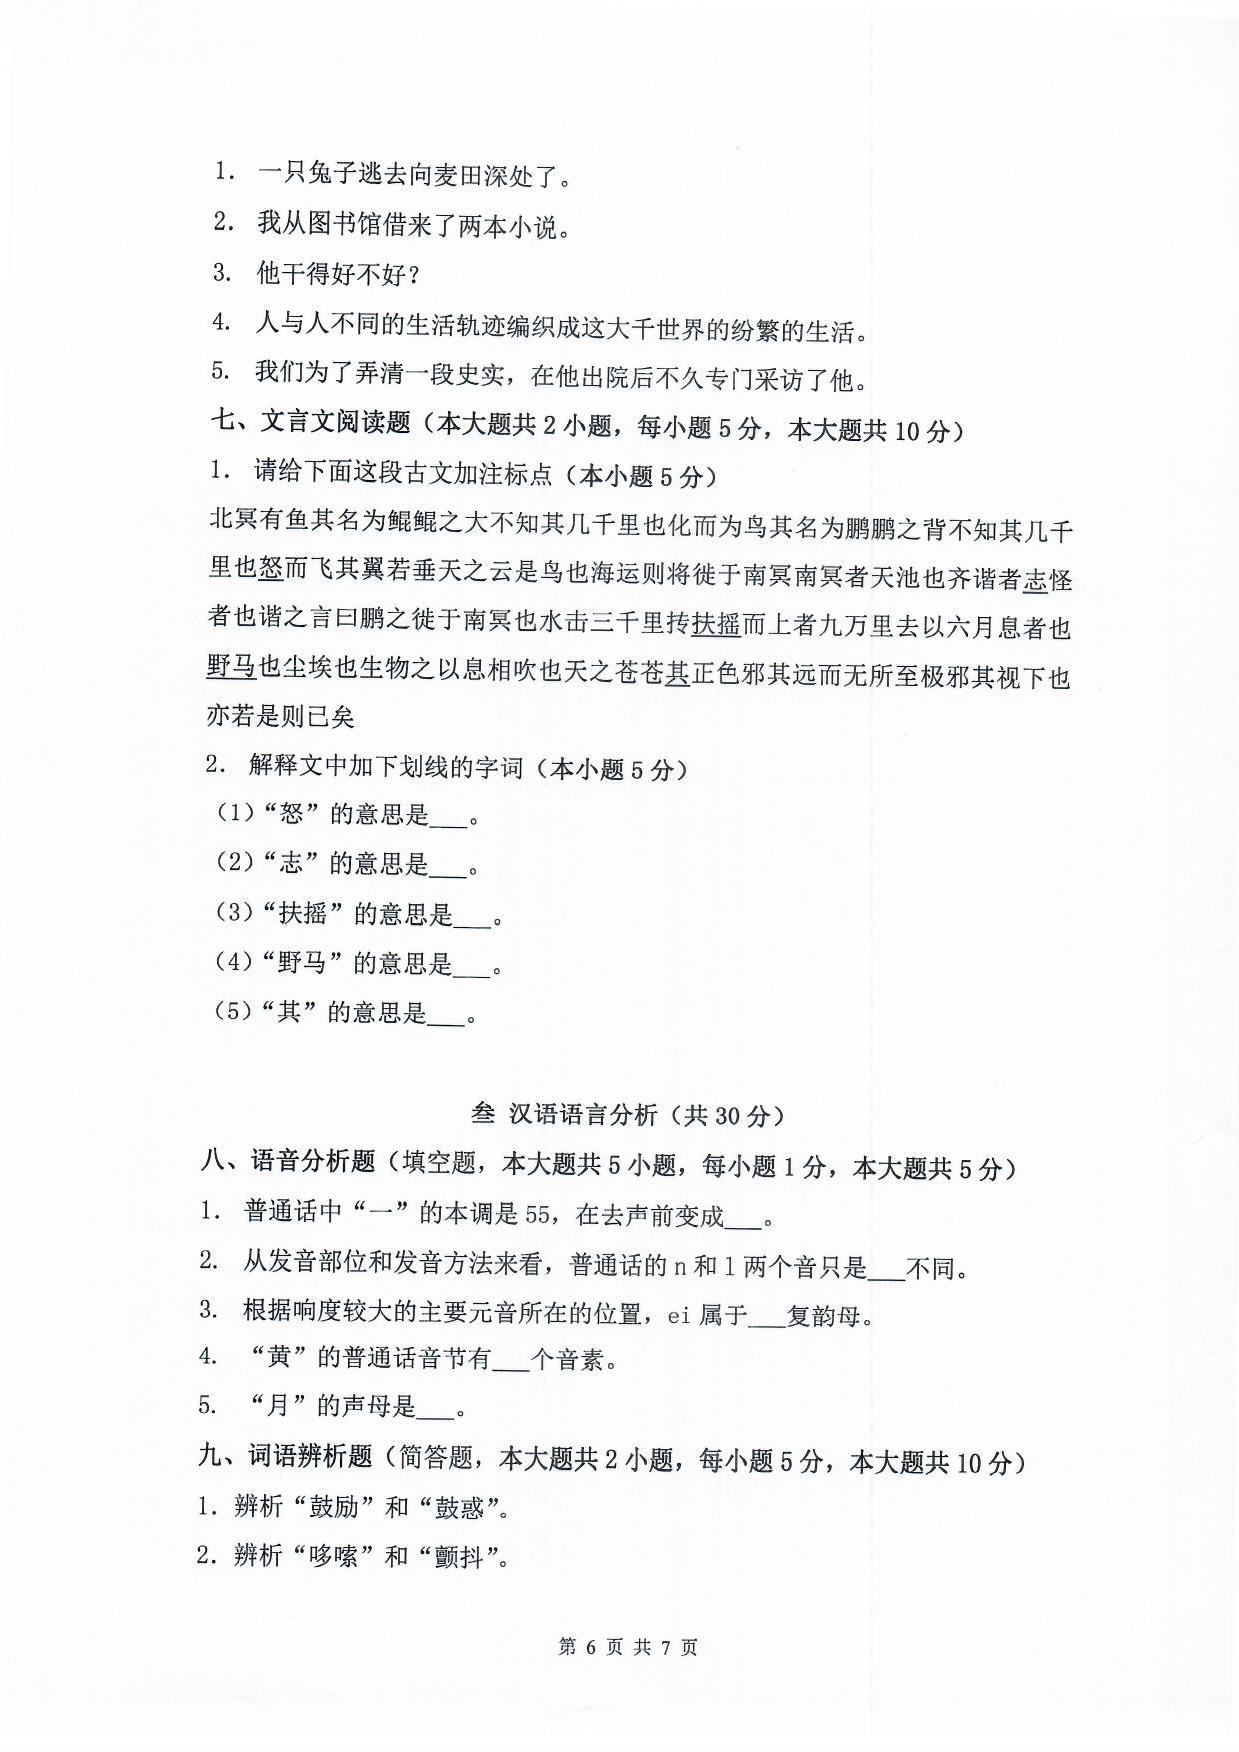 1. 一只兔子逃去向麦田深处了。
2. 我从图书馆借来了两本小说。
3. 他干得好不好？
4. 人与人不同的生活轨迹编织成这大千世界的纷繁的生活。
5. 我们为了弄清一段史实，在他出院后不久专门采访了他。
七、文言文阅读题（本大题共 2 小题，每小题 5 分，本大题共 10 分）
1. 请给下面这段古文加注标点（本小题 5 分）
北冥有鱼其名为鲲鲲之大不知其几千里也化而为鸟其名为鹏鹏之背不知其几千
里也怒而飞其翼若垂天之云是鸟也海运则将徙于南冥南冥者天池也齐谐者志怪
者也谐之言曰鹏之徙于南冥也水击三千里抟扶摇而上者九万里去以六月息者也
野马也尘埃也生物之以息相吹也天之苍苍其正色邪其远而无所至极邪其视下也
亦若是则已矣
2. 解释文中加下划线的字词（本小题 5 分）
（1）“怒”的意思是___。
（2）“志”的意思是___。
（3）“扶摇”的意思是___。
（4）“野马”的意思是___。
（5）“其”的意思是___。
叁 汉语语言分析（共 30 分）
八、语音分析题（填空题，本大题共 5 小题，每小题 1 分，本大题共 5 分）
1. 普通话中“一”的本调是 55，在去声前变成___。
2. 从发音部位和发音方法来看，普通话的 n 和 l 两个音只是___不同。
3. 根据响度较大的主要元音所在的位置，ei 属于___复韵母。
4. “黄”的普通话音节有___个音素。
5. “月”的声母是___。
九、词语辨析题（简答题，本大题共 2 小题，每小题 5 分，本大题共 10 分）
1. 辨析“鼓励”和“鼓惑”。
2. 辨析“哆嗦”和“颤抖”。
第 6 页 共 7 页